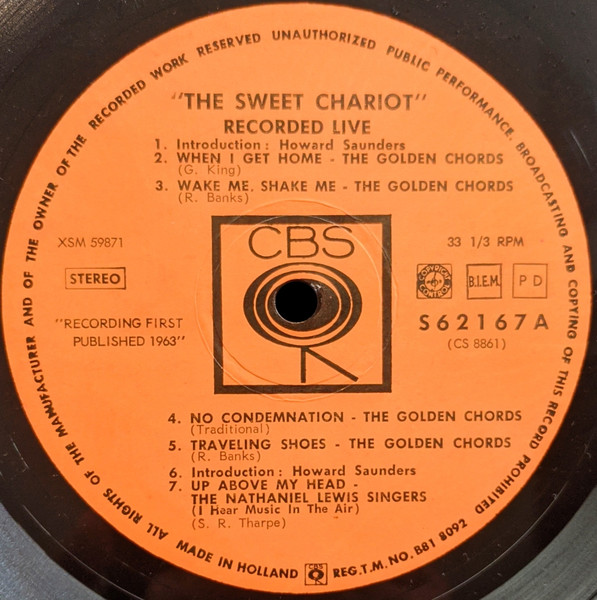 ALL RIGHTS OF THE MANUFACTURER AND OF THE OWNER OF THE RECORDED WORK RESERVED UNAUTHORIZED PUBLIC PERFORMANCE, BROADCASTING AND COPYING OF THIS RECORD PROHIBITED
"THE SWEET CHARIOT"
RECORDED LIVE
1. Introduction: Howard Saunders
2. WHEN I GET HOME - THE GOLDEN CHORDS
(G. King)
3. WAKE ME, SHAKE ME - THE GOLDEN CHORDS
(R. Banks)
XSM 59871
CBS
33 1/3 RPM
STEREO
COPYRIGHT CONTROL
B.I.E.M.
P D
"RECORDING FIRST
PUBLISHED 1963"
S62167A
(CS 8861)
4. NO CONDEMNATION - THE GOLDEN CHORDS
(Traditional)
5. TRAVELING SHOES - THE GOLDEN CHORDS
(R. Banks)
6. Introduction: Howard Saunders
7. UP ABOVE MY HEAD -
THE NATHANIEL LEWIS SINGERS
(I Hear Music In The Air)
(S. R. Tharpe)
MADE IN HOLLAND CBS REG.T.M. NO. B81 8092